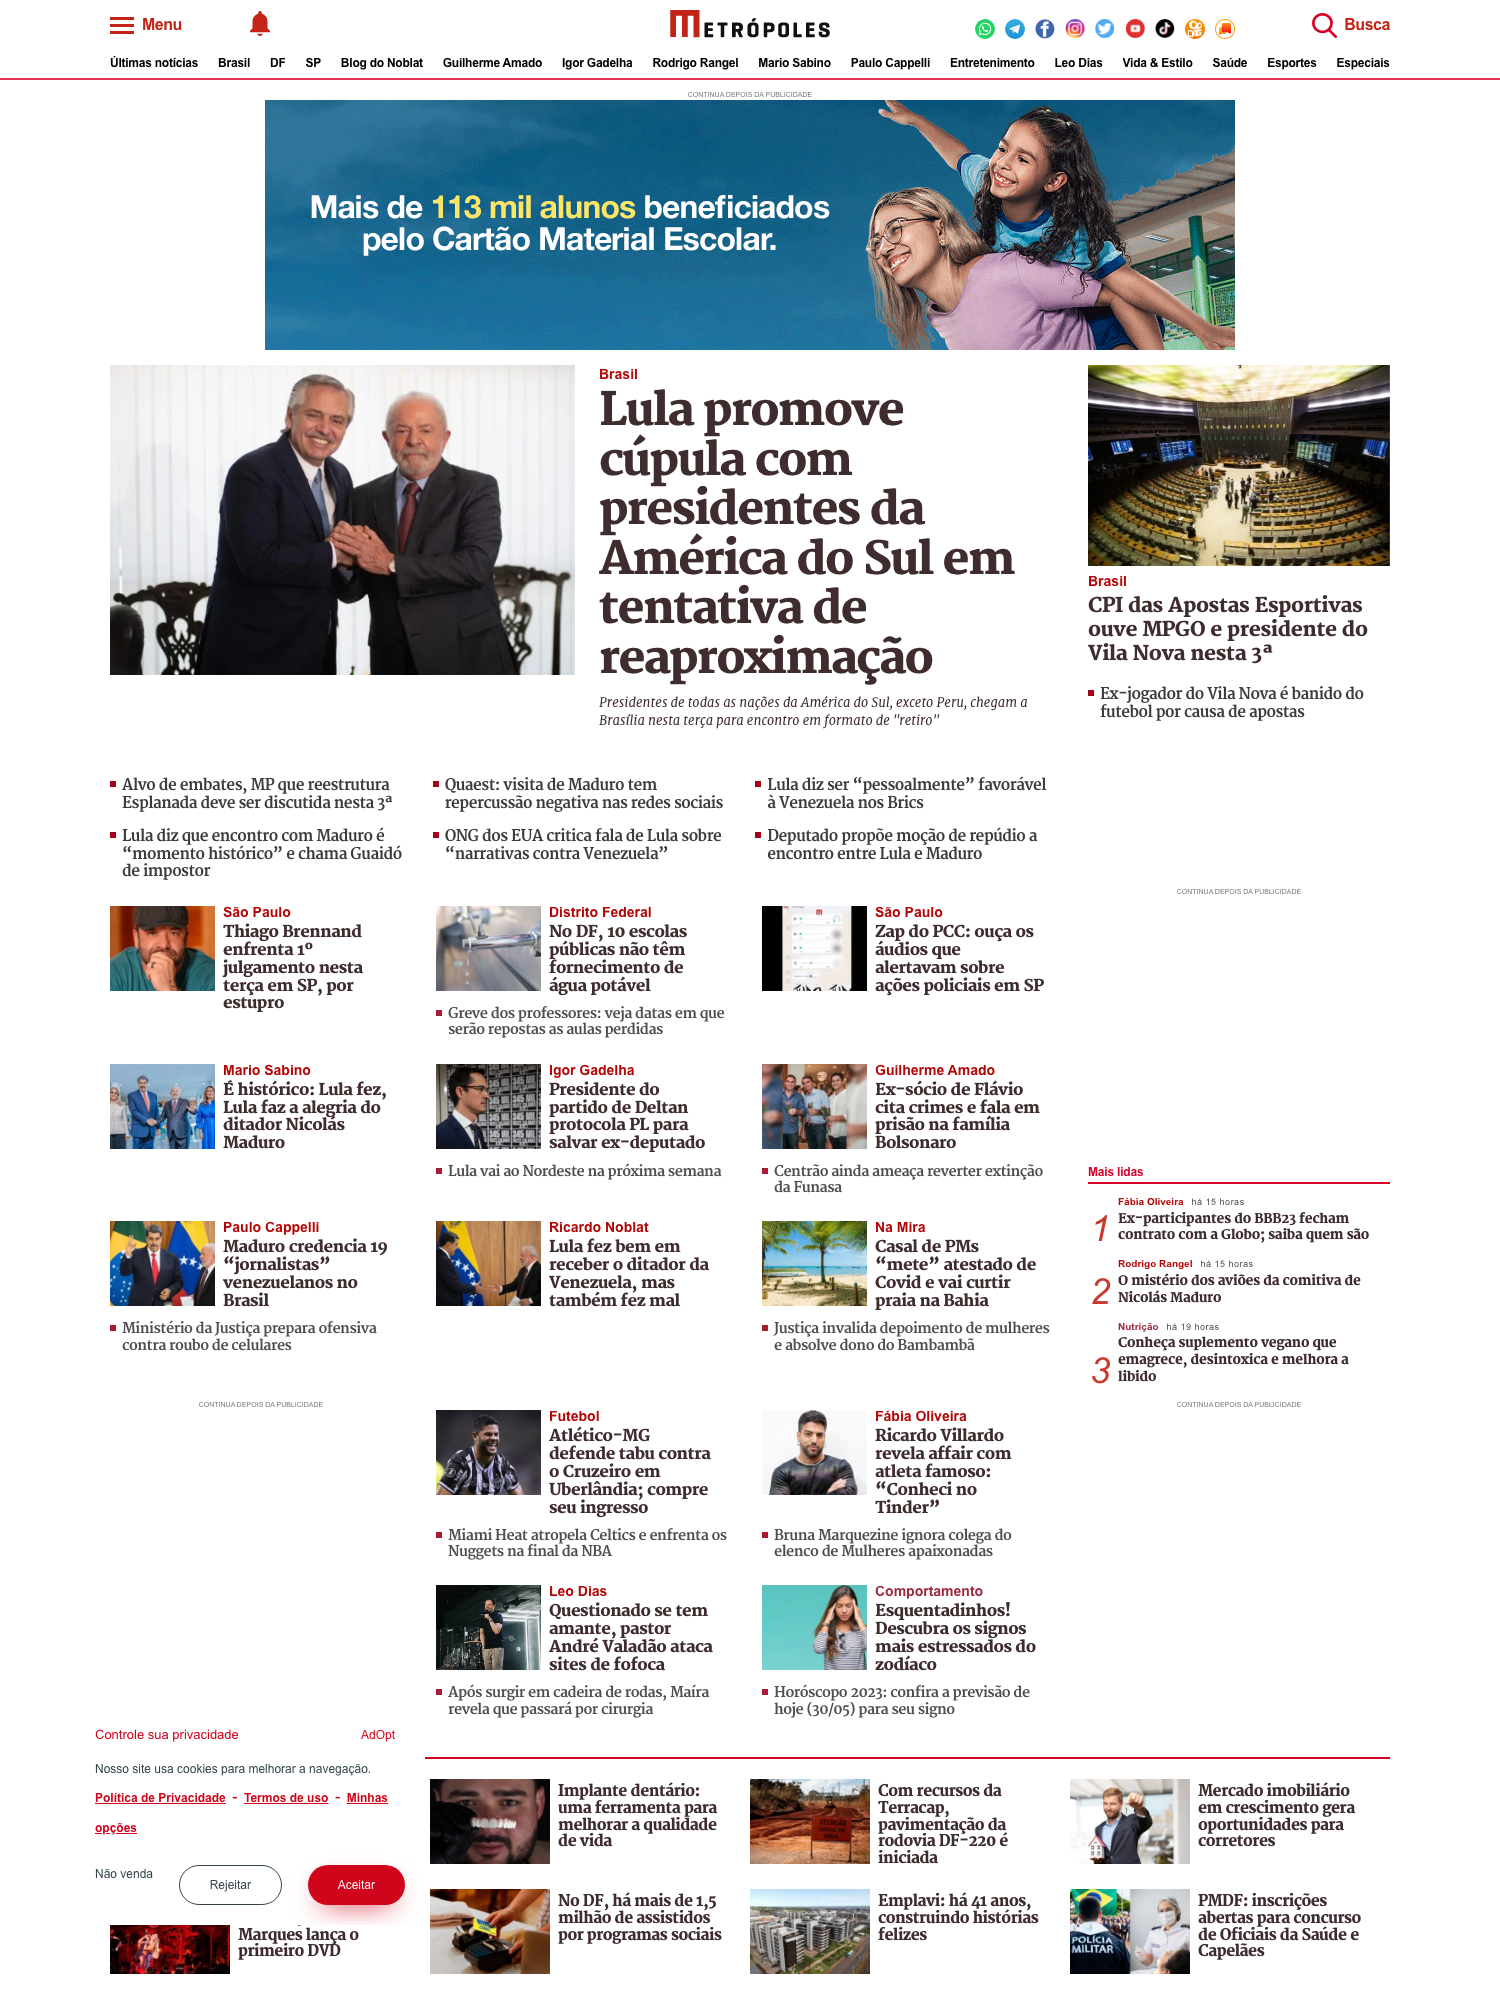 Menu
METRÓPOLES
Busca
Últimas notícias Brasil DF SP Blog do Noblat Guilherme Amado Igor Gadelha Rodrigo Rangel Mario Sabino Paulo Cappelli Entretenimento Leo Dias Vida & Estilo Saúde Esportes Especiais
CONTINUA DEPOIS DA PUBLICIDADE
Mais de 113 mil alunos beneficiados
pelo Cartão Material Escolar.
Brasil
Lula promove
cúpula com
presidentes da
América do Sul em
tentativa de
reaproximação
Presidentes de todas as nações da América do Sul, exceto Peru, chegam a
Brasília nesta terça para encontro em formato de "retiro"
Brasil
CPI das Apostas Esportivas
ouve MPGO e presidente do
Vila Nova nesta 3ª
Ex-jogador do Vila Nova é banido do
futebol por causa de apostas
Alvo de embates, MP que reestrutura
Esplanada deve ser discutida nesta 3ª
Quaest: visita de Maduro tem
repercussão negativa nas redes sociais
Lula diz ser “pessoalmente” favorável
à Venezuela nos Brics
Lula diz que encontro com Maduro é
“momento histórico” e chama Guaidó
de impostor
ONG dos EUA critica fala de Lula sobre
“narrativas contra Venezuela”
Deputado propõe moção de repúdio a
encontro entre Lula e Maduro
CONTINUA DEPOIS DA PUBLICIDADE
São Paulo
Thiago Brennand
enfrenta 1º
julgamento nesta
terça em SP, por
estupro
Distrito Federal
No DF, 10 escolas
públicas não têm
fornecimento de
água potável
Greve dos professores: veja datas em que
serão repostas as aulas perdidas
São Paulo
Zap do PCC: ouça os
áudios que
alertavam sobre
ações policiais em SP
Mario Sabino
É histórico: Lula fez,
Lula faz a alegria do
ditador Nicolás
Maduro
Igor Gadelha
Presidente do
partido de Deltan
protocola PL para
salvar ex-deputado
Lula vai ao Nordeste na próxima semana
Guilherme Amado
Ex-sócio de Flávio
cita crimes e fala em
prisão na família
Bolsonaro
Centrão ainda ameaça reverter extinção
da Funasa
Paulo Cappelli
Maduro credencia 19
“jornalistas”
venezuelanos no
Brasil
Ministério da Justiça prepara ofensiva
contra roubo de celulares
Ricardo Noblat
Lula fez bem em
receber o ditador da
Venezuela, mas
também fez mal
Na Mira
Casal de PMs
“mete” atestado de
Covid e vai curtir
praia na Bahia
Justiça invalida depoimento de mulheres
e absolve dono do Bambambã
Mais lidas
Fábia Oliveira há 15 horas
1 Ex-participantes do BBB23 fecham
contrato com a Globo; saiba quem são
Rodrigo Rangel há 15 horas
2 O mistério dos aviões da comitiva de
Nicolás Maduro
Nutrição há 19 horas
3 Conheça suplemento vegano que
emagrece, desintoxica e melhora a
libido
CONTINUA DEPOIS DA PUBLICIDADE
CONTINUA DEPOIS DA PUBLICIDADE
Futebol
Atlético-MG
defende tabu contra
o Cruzeiro em
Uberlândia; compre
seu ingresso
Miami Heat atropela Celtics e enfrenta os
Nuggets na final da NBA
Fábia Oliveira
Ricardo Villardo
revela affair com
atleta famoso:
“Conheci no
Tinder”
Bruna Marquezine ignora colega do
elenco de Mulheres apaixonadas
Leo Dias
Questionado se tem
amante, pastor
André Valadão ataca
sites de fofoca
Após surgir em cadeira de rodas, Maíra
revela que passará por cirurgia
Comportamento
Esquentadinhos!
Descubra os signos
mais estressados do
zodíaco
Horóscopo 2023: confira a previsão de
hoje (30/05) para seu signo
Controle sua privacidade AdOpt
Nosso site usa cookies para melhorar a navegação.
Política de Privacidade - Termos de uso - Minhas
opções
Não venda Rejeitar Aceitar
Implante dentário:
uma ferramenta para
melhorar a qualidade
de vida
ATENÇÃO
Com recursos da
Terracap,
pavimentação da
rodovia DF-220 é
iniciada
Mercado imobiliário
em crescimento gera
oportunidades para
corretores
Marques lança o
primeiro DVD
No DF, há mais de 1,5
milhão de assistidos
por programas sociais
Emplavi: há 41 anos,
construindo histórias
felizes
POLÍCIA
MILITAR
PMDF: inscrições
abertas para concurso
de Oficiais da Saúde e
Capelães